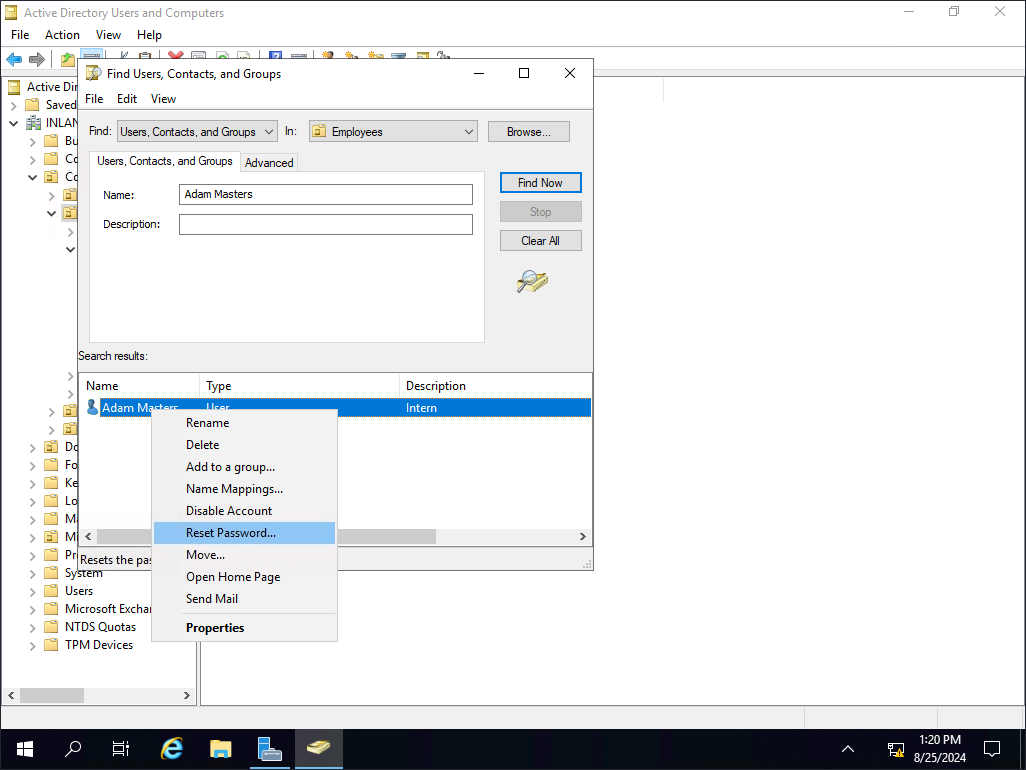 Active Directory Users and Computers
File Action View Help
Active Dir
Saved
INLAN
Bu
Co
Co
Find Users, Contacts, and Groups
File Edit View
Find: Users, Contacts, and Groups In: Employees Browse...
Users, Contacts, and Groups Advanced
Name: Adam Masters
Description:
Find Now
Stop
Clear All
Search results:
Name Type Description
Adam Masters User Intern
Rename
Delete
Add to a group...
Name Mappings...
Disable Account
Reset Password...
Move...
Open Home Page
Send Mail
Properties
Resets the pas
Do
Fo
Ke
Lo
Ma
Mi
Pr
System
Users
Microsoft Exchan
NTDS Quotas
TPM Devices
1:20 PM
8/25/2024